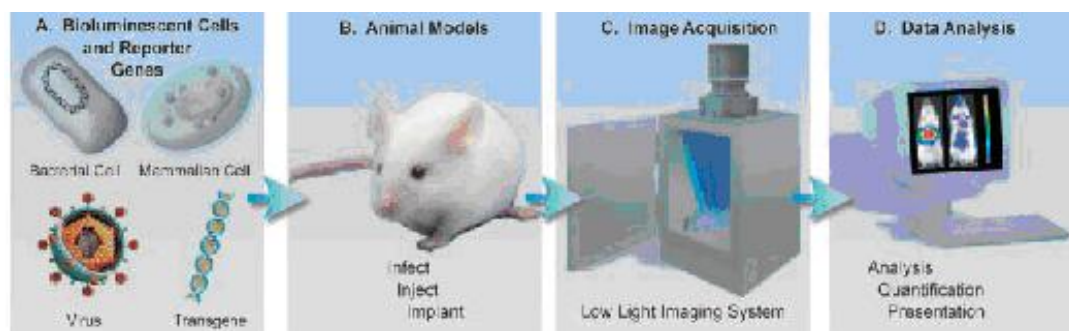 A. Bioluminescent Cells
and Reporter
Genes
Bacterial Cell
Mammalian Cell
Virus
Transgene
B. Animal Models
Infect
Inject
Implant
C. Image Acquisition
Low Light Imaging System
D. Data Analysis
Analysis
Quantification
Presentation